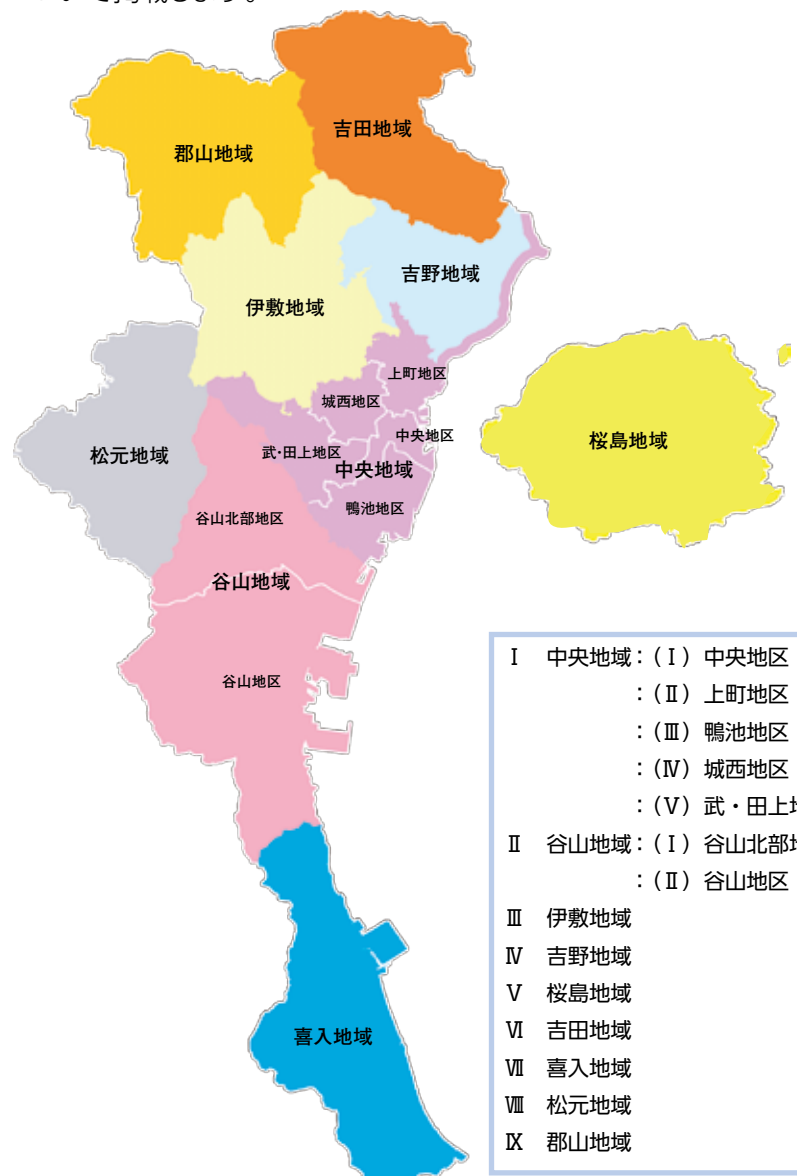 吉田地域
郡山地域
吉野地域
伊敷地域
上町地区
城西地区
中央地区
武・田上地区
中央地域
松元地域
桜島地域
鴨池地区
谷山北部地区
谷山地域
谷山地区
喜入地域
Ⅰ 中央地域：(Ⅰ) 中央地区
：(Ⅱ) 上町地区
：(Ⅲ) 鴨池地区
：(Ⅳ) 城西地区
：(Ⅴ) 武・田上
Ⅱ 谷山地域：(Ⅰ) 谷山北部
：(Ⅱ) 谷山地区
Ⅲ 伊敷地域
Ⅳ 吉野地域
Ⅴ 桜島地域
Ⅵ 吉田地域
Ⅶ 喜入地域
Ⅷ 松元地域
Ⅸ 郡山地域